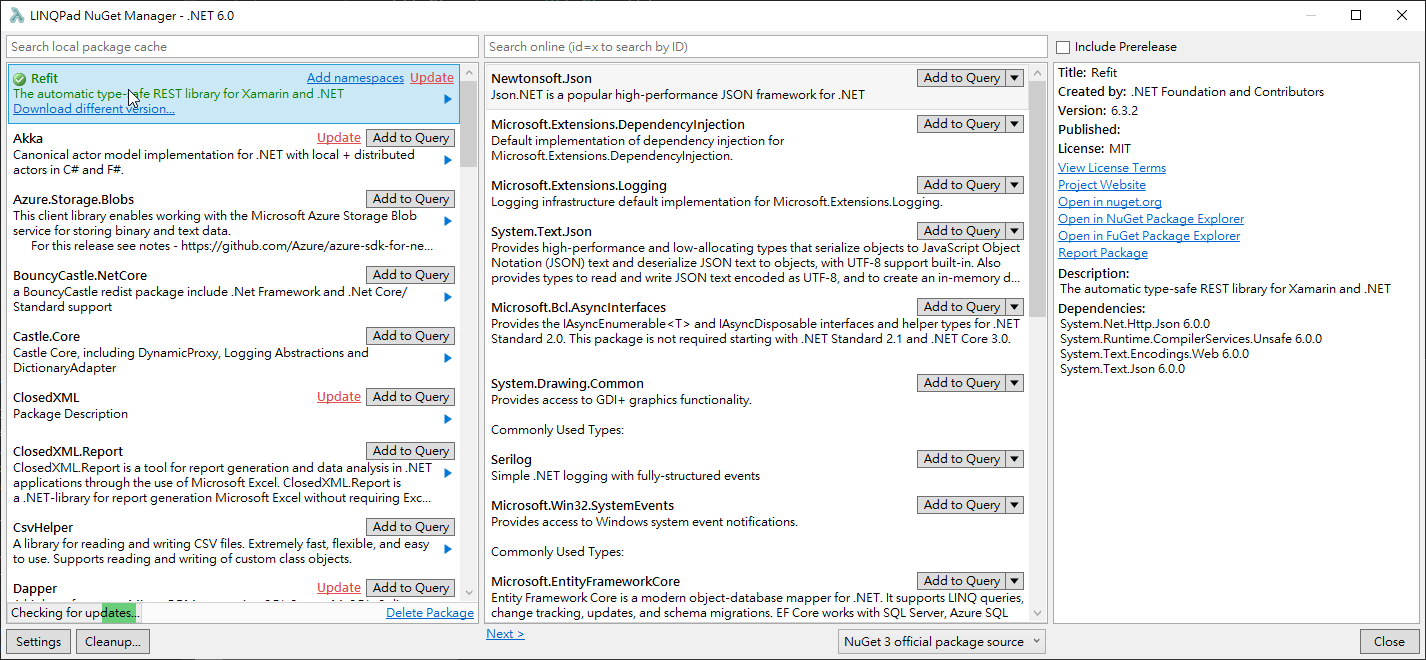 LINQPad NuGet Manager - .NET 6.0
Search local package cache
Refit
Add namespaces
Update
The automatic type-safe REST library for Xamarin and .NET
Download different version...
Akka
Update
Add to Query
Canonical actor model implementation for .NET with local + distributed
actors in C# and F#.
Azure.Storage.Blobs
Add to Query
This client library enables working with the Microsoft Azure Storage Blob
service for storing binary and text data.
For this release see notes - https://github.com/Azure/azure-sdk-for-ne...
BouncyCastle.NetCore
Add to Query
a BouncyCastle redist package include .Net Framework and .Net Core/
Standard support
Castle.Core
Add to Query
Castle Core, including DynamicProxy, Logging Abstractions and
DictionaryAdapter
ClosedXML
Update
Add to Query
Package Description
ClosedXML.Report
Add to Query
ClosedXML.Report is a tool for report generation and data analysis in .NET
applications through the use of Microsoft Excel. ClosedXML.Report is
a .NET-library for report generation Microsoft Excel without requiring Exc...
CsvHelper
Add to Query
A library for reading and writing CSV files. Extremely fast, flexible, and easy
to use. Supports reading and writing of custom class objects.
Dapper
Update
Add to Query
Checking for updates...
Delete Package
Settings
Cleanup...
Search online (id=x to search by ID)
Newtonsoft.Json
Add to Query
Json.NET is a popular high-performance JSON framework for .NET
Microsoft.Extensions.DependencyInjection
Add to Query
Default implementation of dependency injection for
Microsoft.Extensions.DependencyInjection.
Microsoft.Extensions.Logging
Add to Query
Logging infrastructure default implementation for Microsoft.Extensions.Logging.
System.Text.Json
Add to Query
Provides high-performance and low-allocating types that serialize objects to JavaScript Object
Notation (JSON) text and deserialize JSON text to objects, with UTF-8 support built-in. Also
provides types to read and write JSON text encoded as UTF-8, and to create an in-memory d...
Microsoft.Bcl.AsyncInterfaces
Add to Query
Provides the IAsyncEnumerable<T> and IAsyncDisposable interfaces and helper types for .NET
Standard 2.0. This package is not required starting with .NET Standard 2.1 and .NET Core 3.0.
System.Drawing.Common
Add to Query
Provides access to GDI+ graphics functionality.
Commonly Used Types:
Serilog
Add to Query
Simple .NET logging with fully-structured events
Microsoft.Win32.SystemEvents
Add to Query
Provides access to Windows system event notifications.
Commonly Used Types:
Microsoft.EntityFrameworkCore
Add to Query
Entity Framework Core is a modern object-database mapper for .NET. It supports LINQ queries,
change tracking, updates, and schema migrations. EF Core works with SQL Server, Azure SQL
Next >
NuGet 3 official package source
Include Prerelease
Title: Refit
Created by: .NET Foundation and Contributors
Version: 6.3.2
Published:
License: MIT
View License Terms
Project Website
Open in nuget.org
Open in NuGet Package Explorer
Open in FuGet Package Explorer
Report Package
Description:
The automatic type-safe REST library for Xamarin and .NET
Dependencies:
System.Net.Http.Json 6.0.0
System.Runtime.CompilerServices.Unsafe 6.0.0
System.Text.Encodings.Web 6.0.0
System.Text.Json 6.0.0
Close